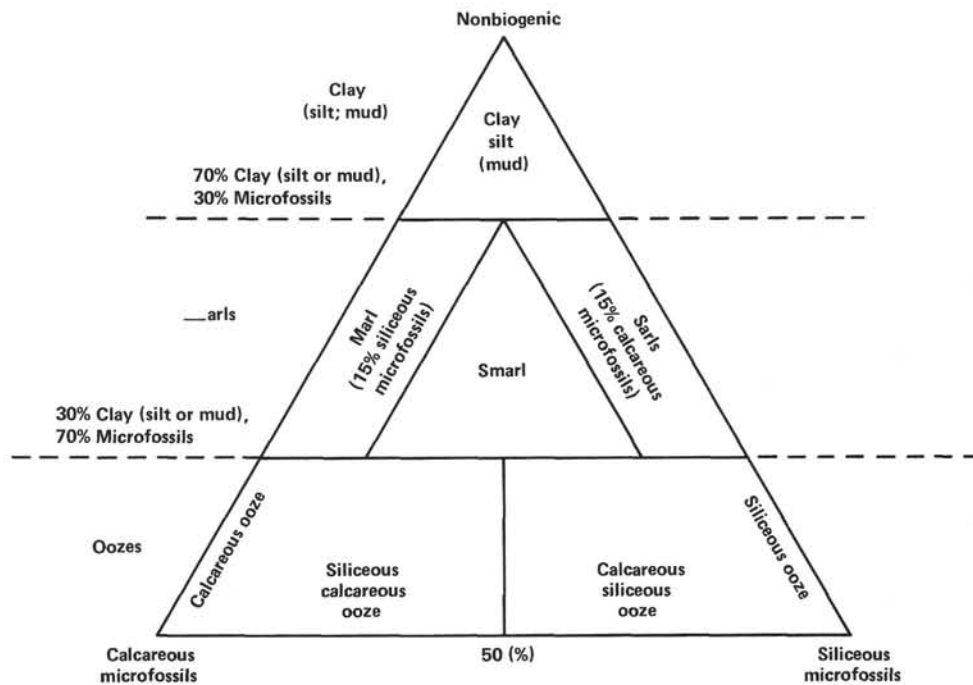 Nonbiogenic
Clay
(silt; mud)
Clay
silt
(mud)
70% Clay (silt or mud),
30% Microfossils
__arls
Marl
(15% siliceous
microfossils)
Smarl
Sarls
(15% calcareous
microfossils)
30% Clay (silt or mud),
70% Microfossils
Oozes
Calcareous ooze
Siliceous
calcareous
ooze
Calcareous
siliceous
ooze
Siliceous ooze
Calcareous
microfossils
50 (%)
Siliceous
microfossils